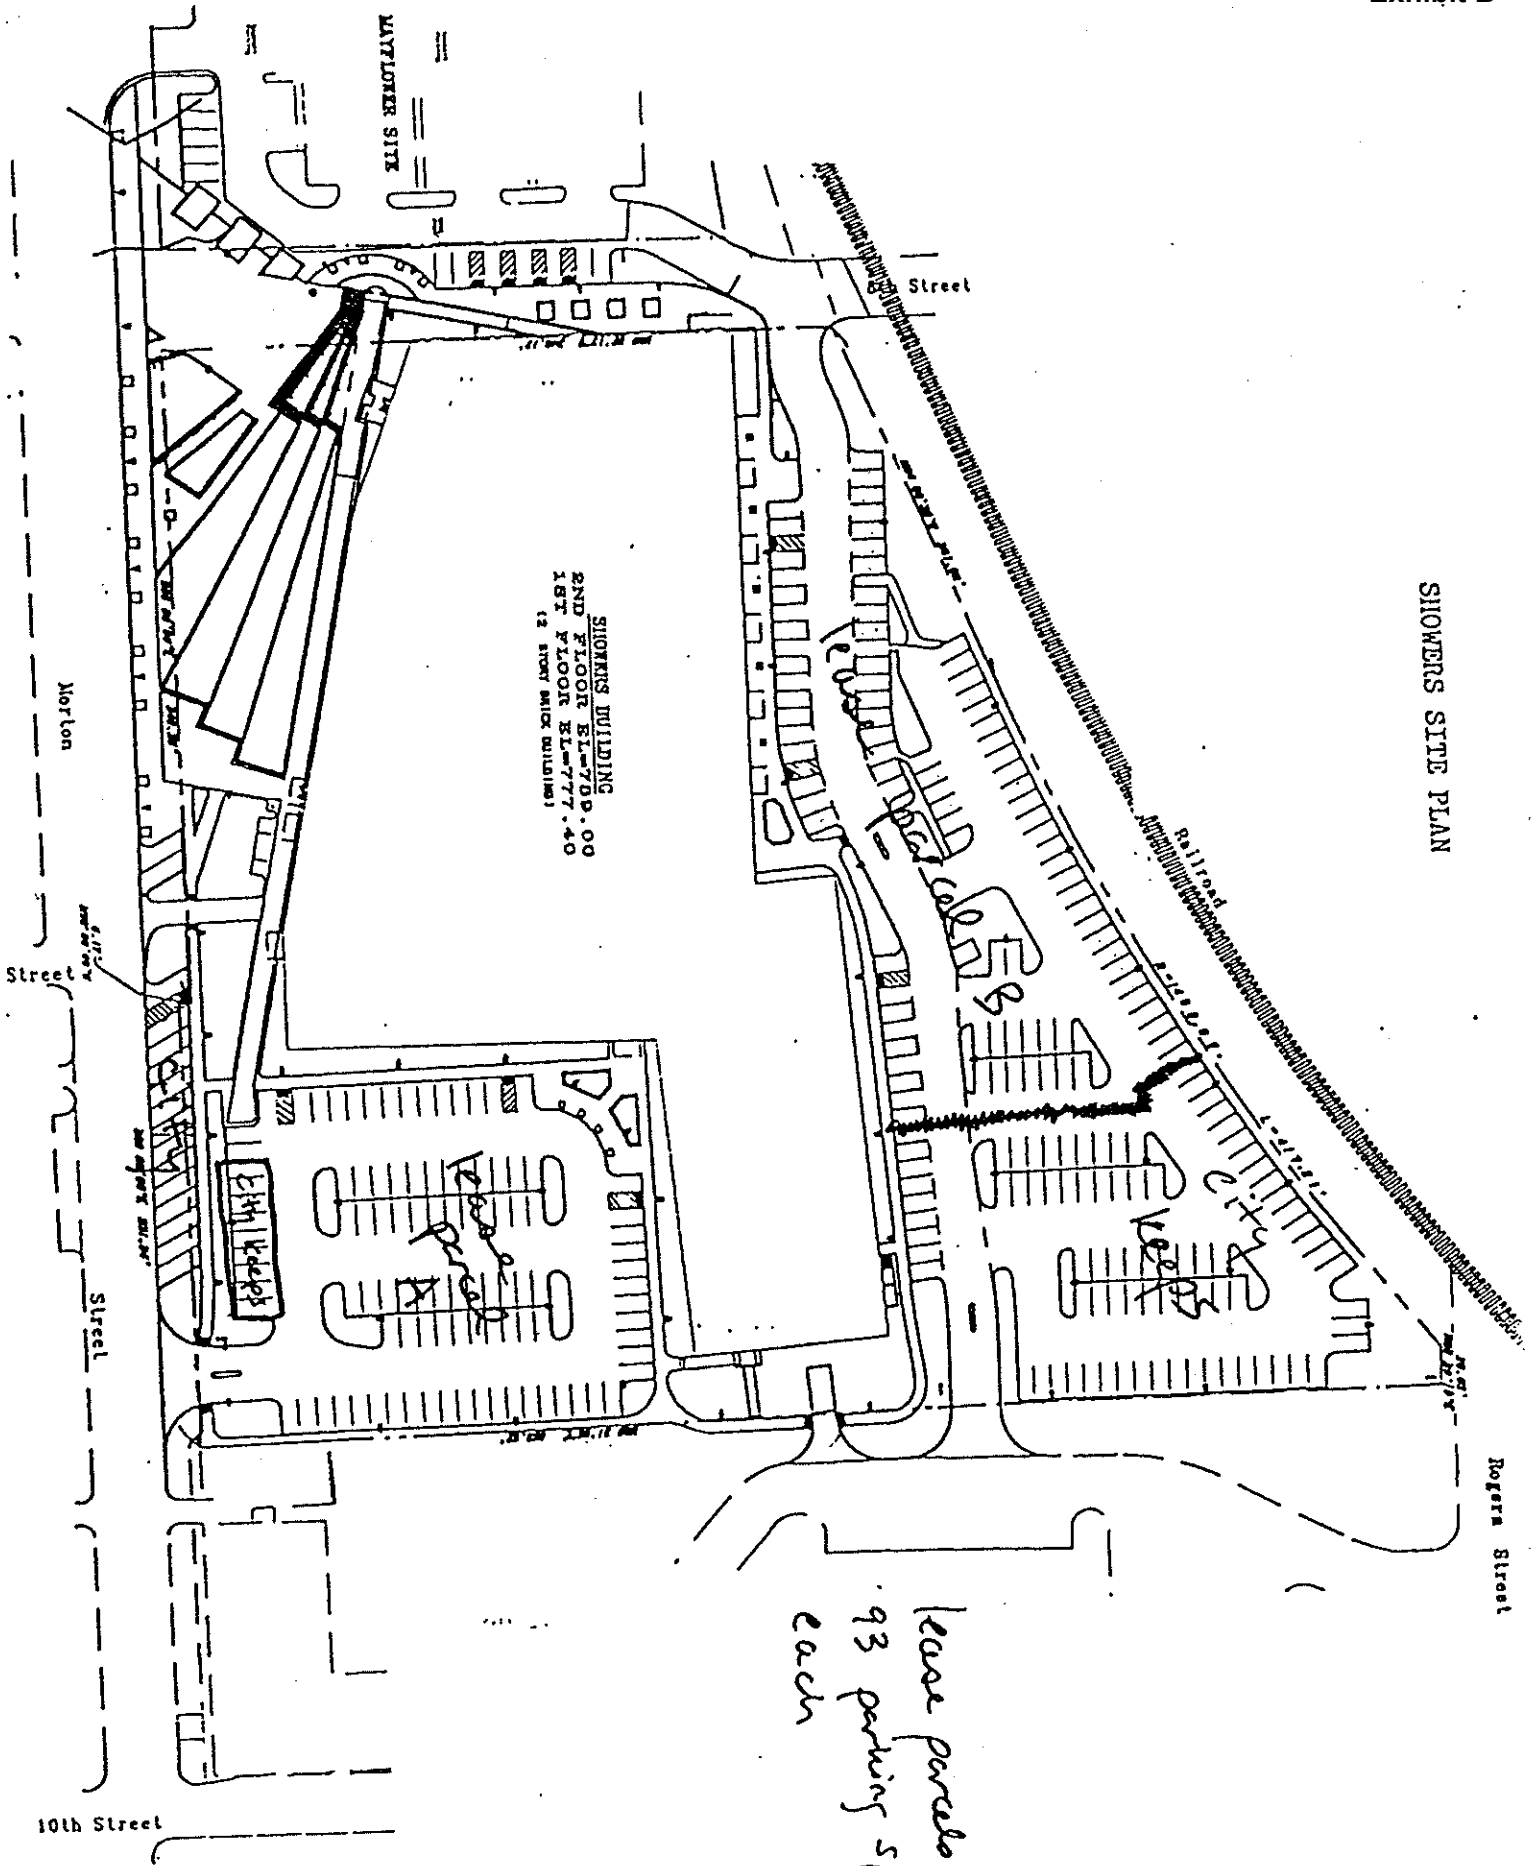 SHOWERS SITE PLAN
MAYFLOWER SITE
Street
Railroad
SHOWERS BUILDING
2ND FLOOR EL=789.00
1ST FLOOR EL=777.40
(2 STORY BRICK BUILDING)
Morton
Street
Street
Rogers Street
10th Street
lease parcel B
lease parcel A
City Keeps
City Keeps
lease parcels
93 parking
each